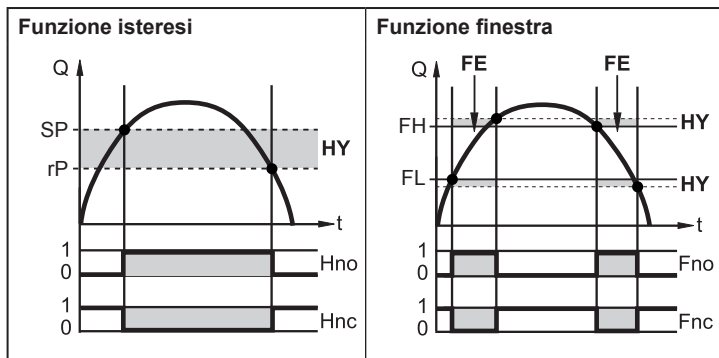 Funzione isteresi
Q
SP
HY
rP
t
1
0
Hno
1
0
Hnc
Funzione finestra
FE
FE
Q
FH
HY
FL
HY
t
1
0
Fno
1
0
Fnc